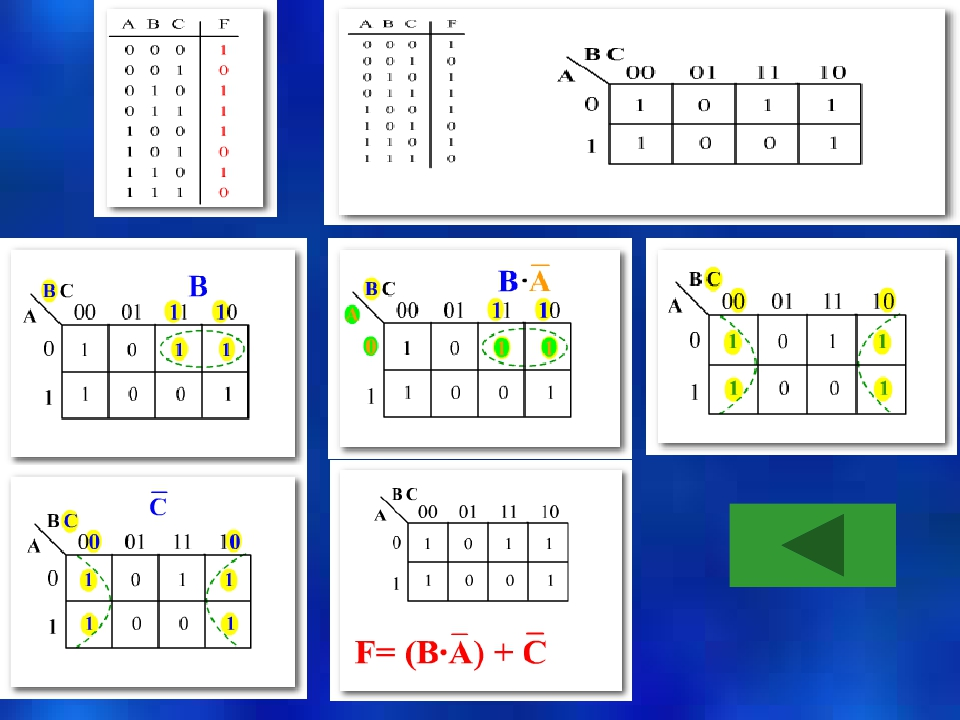 A B C F
0 0 0 1
0 0 1 0
0 1 0 1
0 1 1 1
1 0 0 1
1 0 1 0
1 1 0 1
1 1 1 0
A B C F
0 0 0 1
0 0 1 0
0 1 0 1
0 1 1 1
1 0 0 1
1 0 1 0
1 1 0 1
1 1 1 0
B C
A 00 01 11 10
0 1 0 1 1
1 1 0 0 1
B
B C
A 00 01 11 10
0 1 0 1 1
1 1 0 0 1
B·A̅
B C
A 00 01 11 10
0 1 0 0 0
1 1 0 0 1
B C
A 00 01 11 10
0 1 0 1 1
1 1 0 0 1
C̅
B C
A 00 01 11 10
0 1 0 1 1
1 1 0 0 1
B C
A 00 01 11 10
0 1 0 1 1
1 1 0 0 1
F= (B·A̅) + C̅